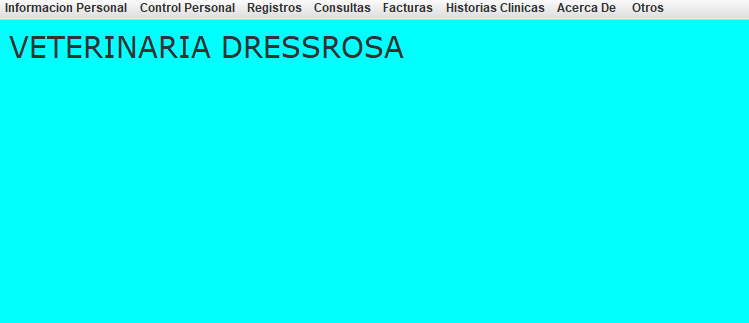 Informacion Personal Control Personal Registros Consultas Facturas Historias Clinicas Acerca De Otros
VETERINARIA DRESSROSA